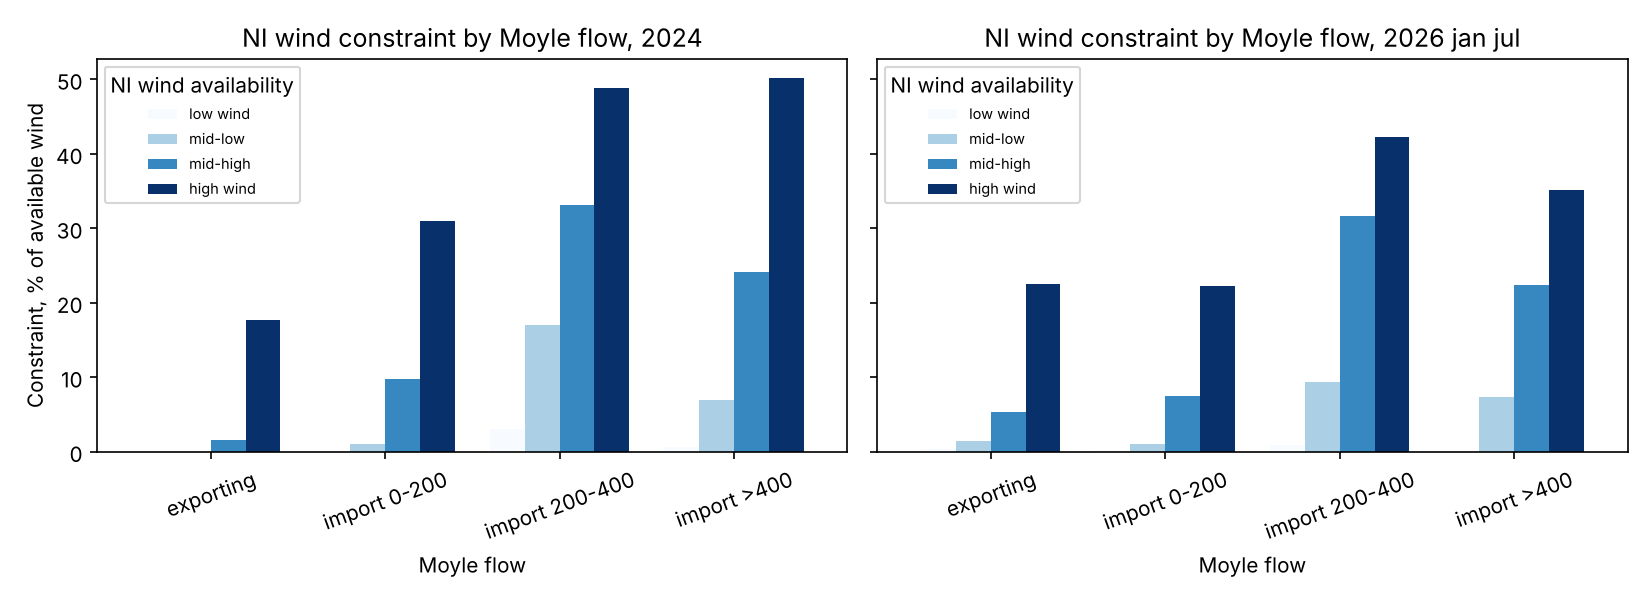 NI wind constraint by Moyle flow, 2024
Constraint, % of available wind
50
40
30
20
10
0
NI wind availability
low wind
mid-low
mid-high
high wind
exporting
import 0-200
import 200-400
import >400
Moyle flow
NI wind constraint by Moyle flow, 2026 jan jul
NI wind availability
low wind
mid-low
mid-high
high wind
exporting
import 0-200
import 200-400
import >400
Moyle flow